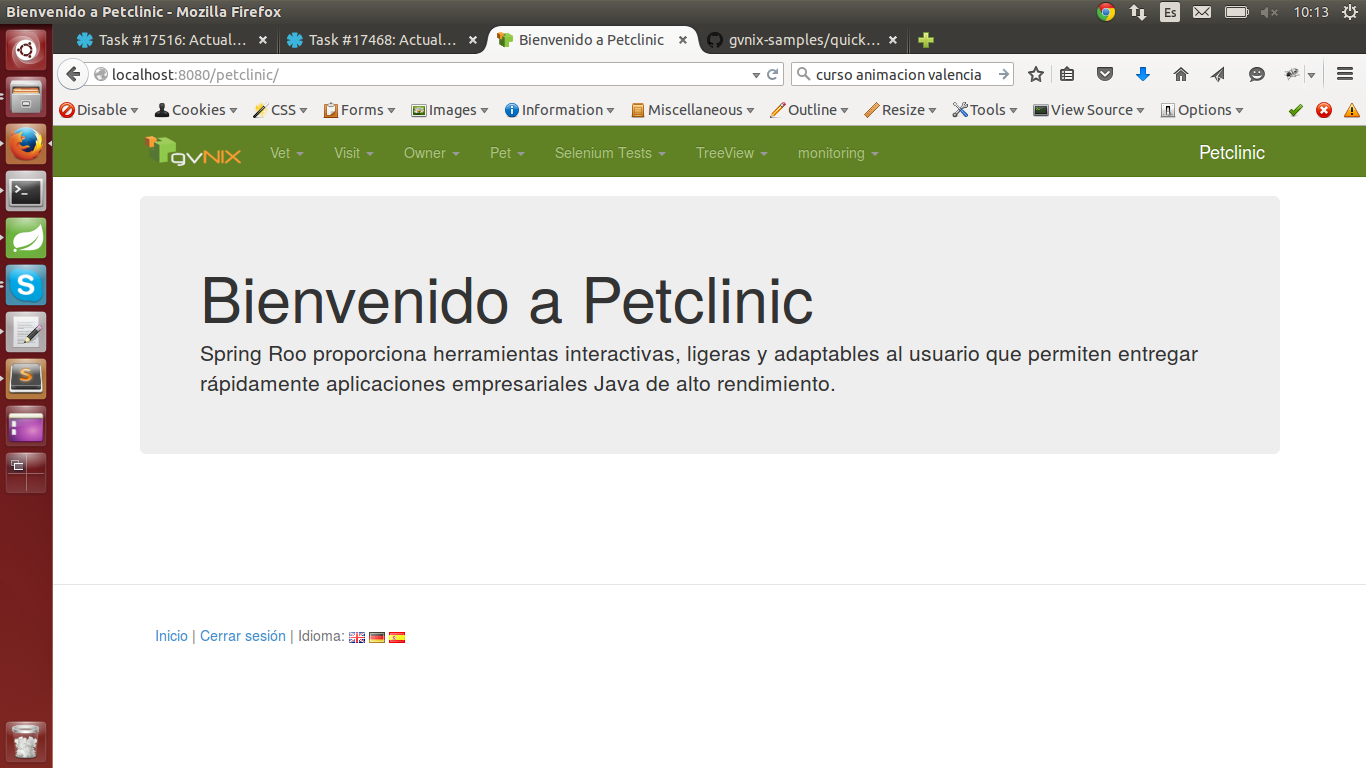 Bienvenido a Petclinic - Mozilla Firefox
Es
10:13
Task #17516: Actual...
Task #17468: Actual...
Bienvenido a Petclinic
gvnix-samples/quick...
localhost:8080/petclinic/
curso animacion valencia
Disable
Cookies
CSS
Forms
Images
Information
Miscellaneous
Outline
Resize
Tools
View Source
Options
gvNIX
Vet
Visit
Owner
Pet
Selenium Tests
TreeView
monitoring
Petclinic
Bienvenido a Petclinic
Spring Roo proporciona herramientas interactivas, ligeras y adaptables al usuario que permiten entregar
rápidamente aplicaciones empresariales Java de alto rendimiento.
Inicio | Cerrar sesión | Idioma: